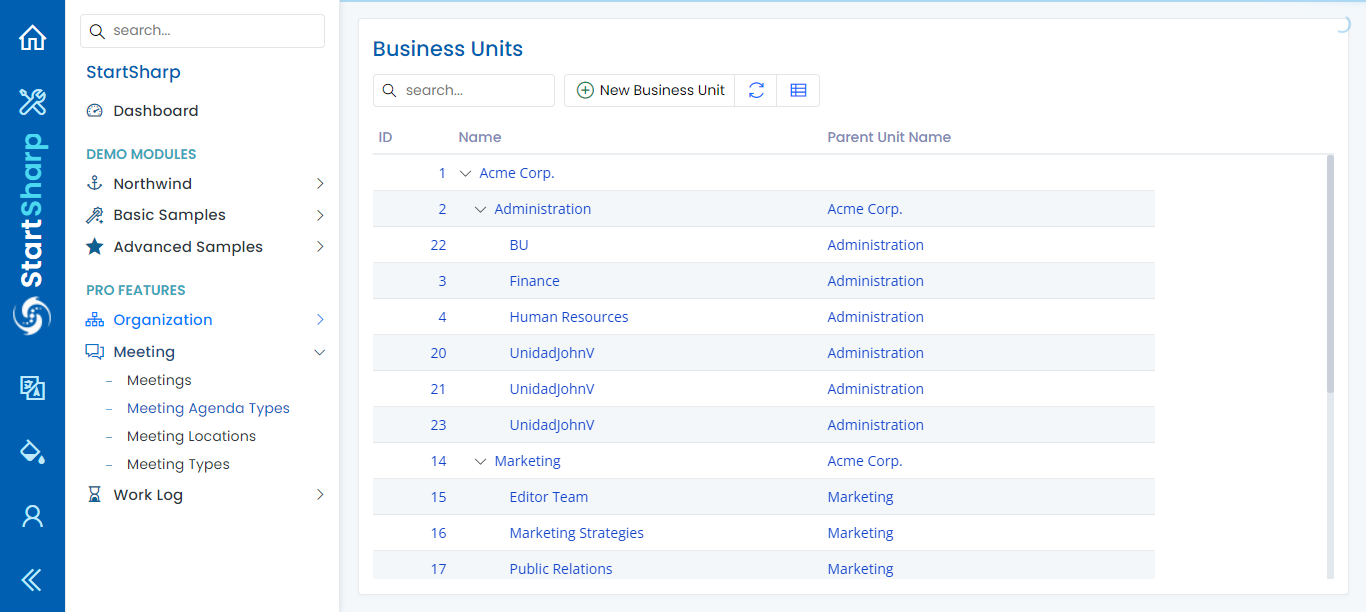 StartSharp
search...
StartSharp
Dashboard
DEMO MODULES
Northwind
Basic Samples
Advanced Samples
PRO FEATURES
Organization
Meeting
– Meetings
– Meeting Agenda Types
– Meeting Locations
– Meeting Types
Work Log
Business Units
search...
New Business Unit
ID Name Parent Unit Name
1 Acme Corp.
2 Administration Acme Corp.
22 BU Administration
3 Finance Administration
4 Human Resources Administration
20 UnidadJohnV Administration
21 UnidadJohnV Administration
23 UnidadJohnV Administration
14 Marketing Acme Corp.
15 Editor Team Marketing
16 Marketing Strategies Marketing
17 Public Relations Marketing